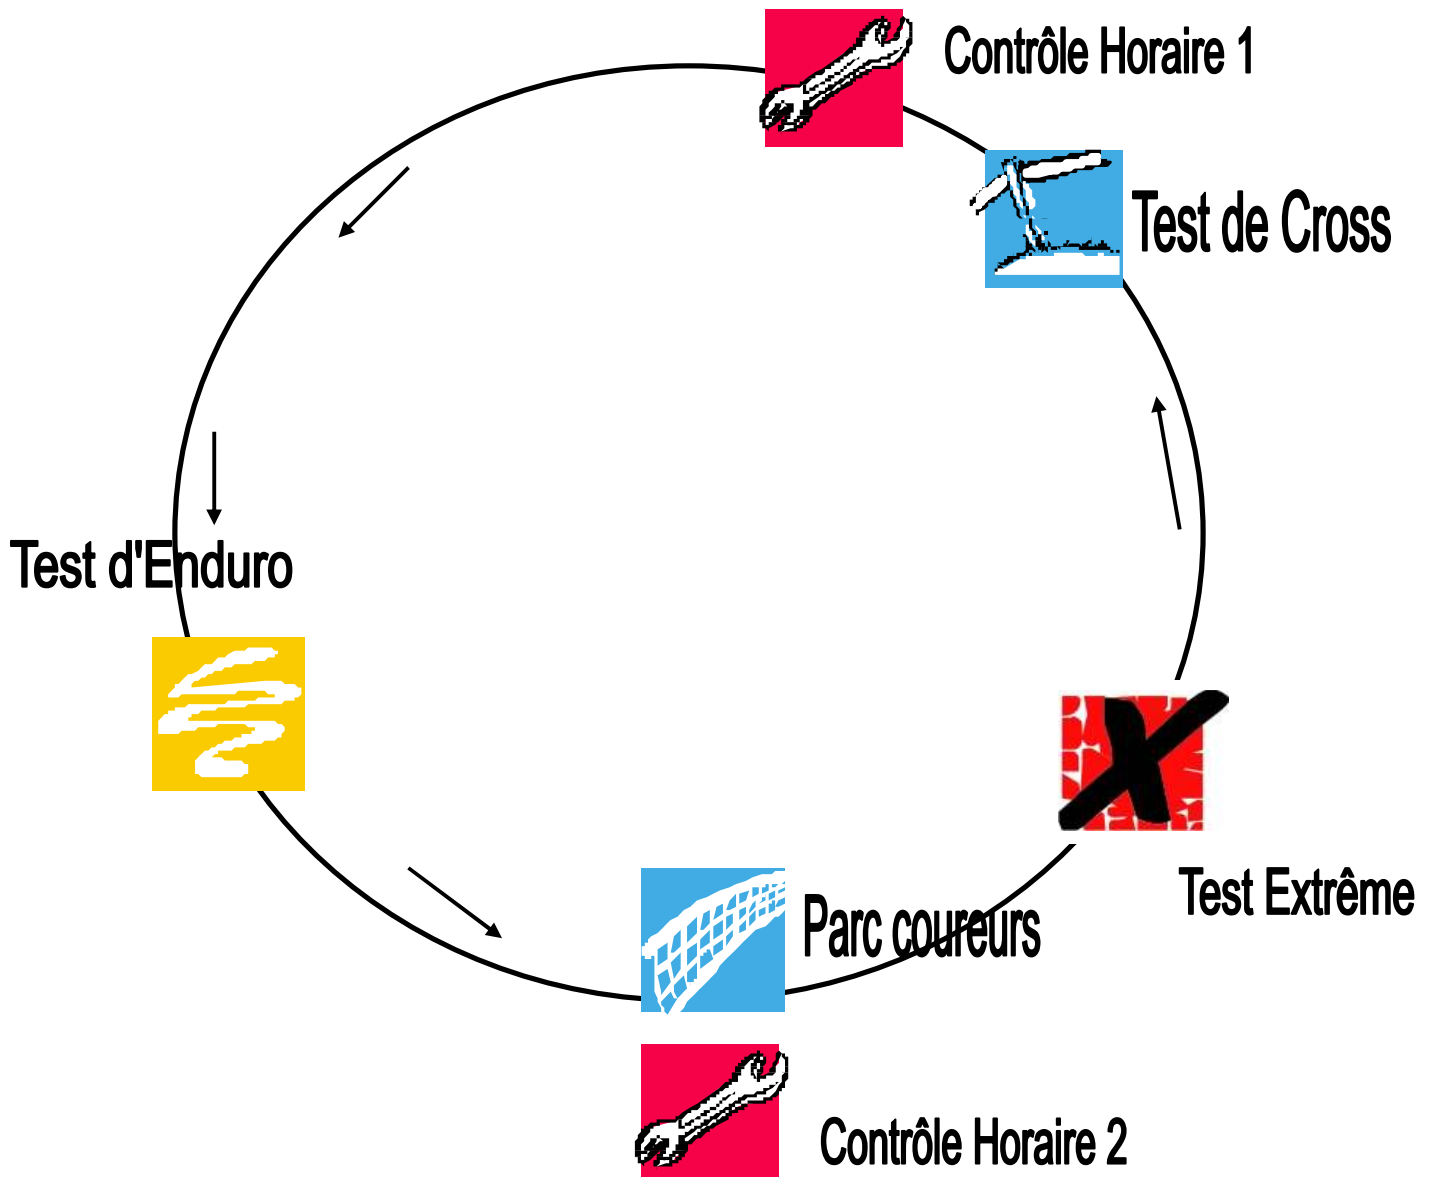 Contrôle Horaire 1
Test de Cross
Test d'Enduro
Test Extrême
Parc coureurs
Contrôle Horaire 2